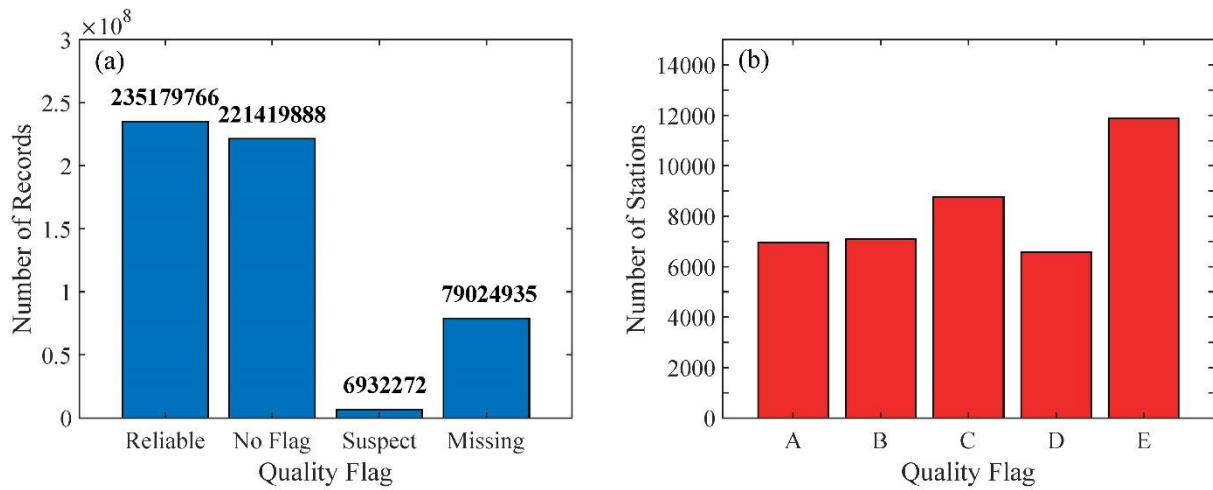 ×10^8
(a)
3
2.5
2
1.5
1
0.5
0
Number of Records
235179766
221419888
6932272
79024935
Reliable No Flag Suspect Missing
Quality Flag
(b)
14000
12000
10000
8000
6000
4000
2000
0
Number of Stations
A B C D E
Quality Flag